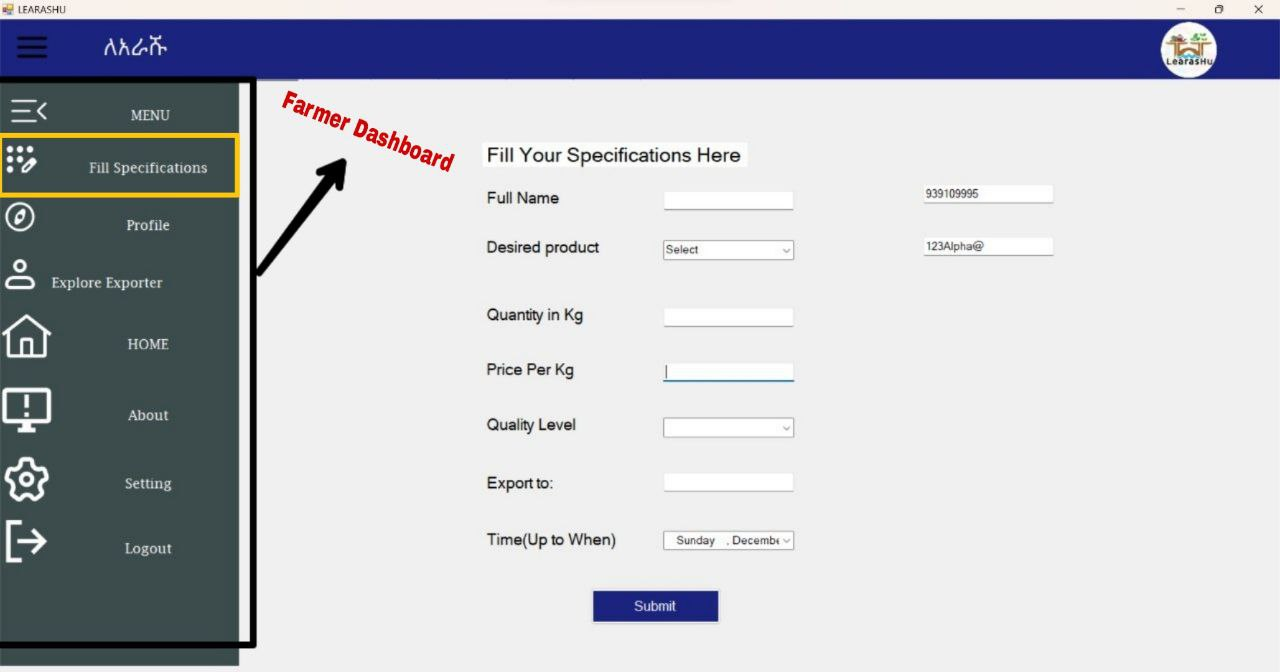 LEARASHU
ለአራሹ
LearasHu
MENU
Fill Specifications
Profile
Explore Exporter
HOME
About
Setting
Logout
Farmer Dashboard
Fill Your Specifications Here
Full Name
939109995
Desired product
Select
123Alpha@
Quantity in Kg
Price Per Kg
Quality Level
Export to:
Time(Up to When)
Sunday , Decembe
Submit